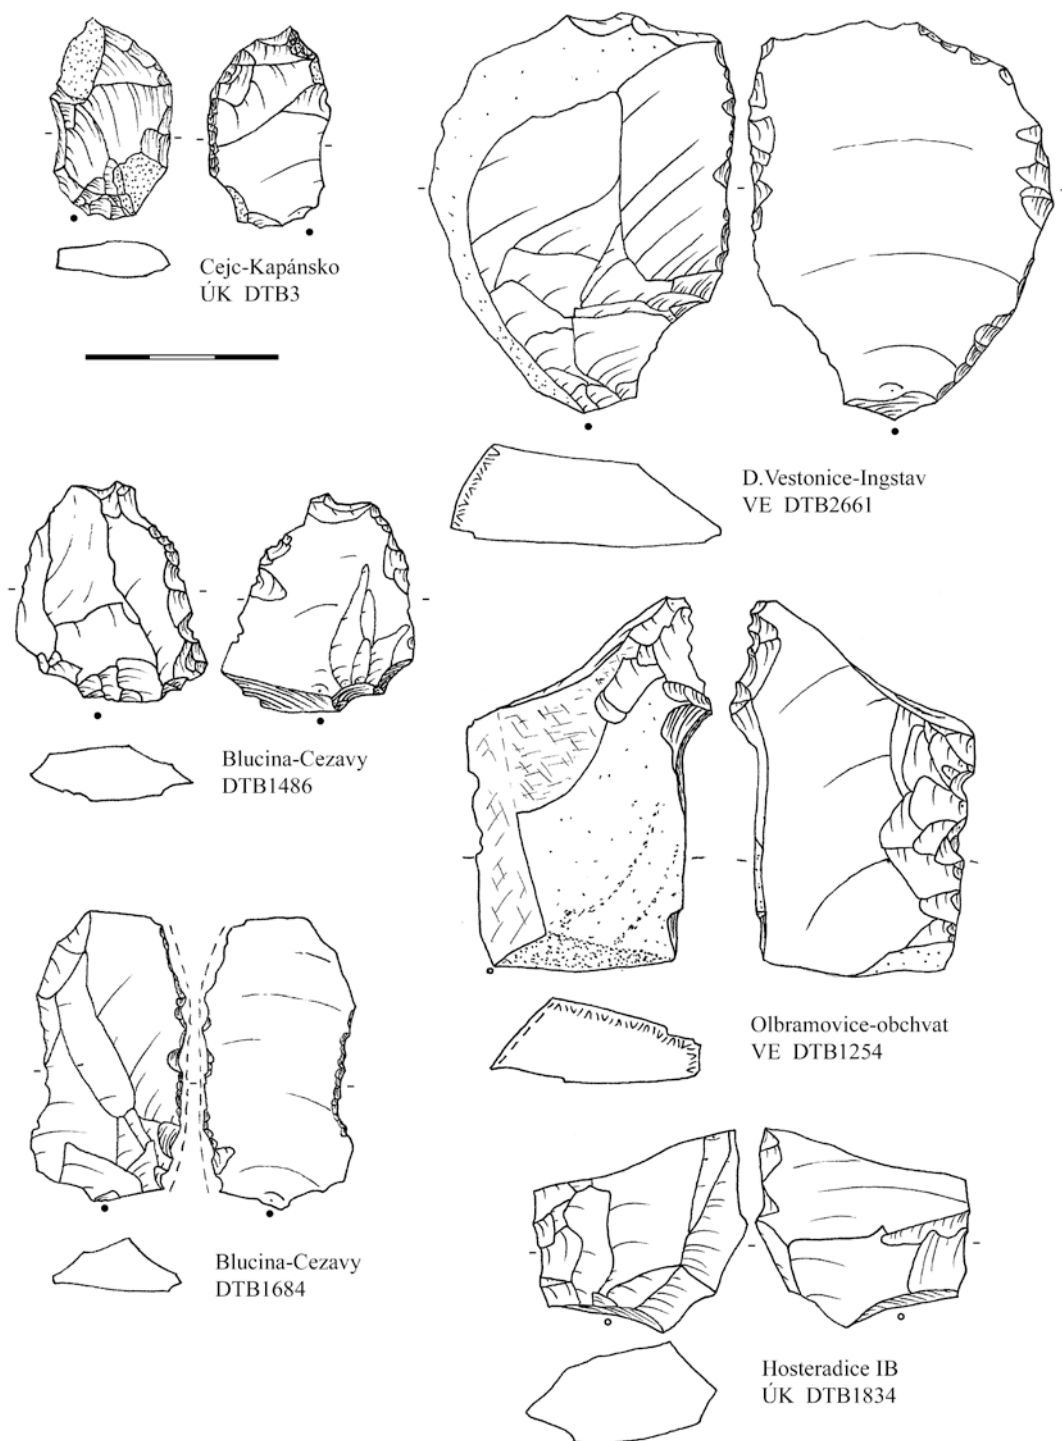 Cejc-Kapánsko
ÚK DTB3
D.Vestonice-Ingstav
VE DTB2661
Blucina-Cezavy
DTB1486
Olbramovice-obchvat
VE DTB1254
Blucina-Cezavy
DTB1684
Hosteradice IB
ÚK DTB1834